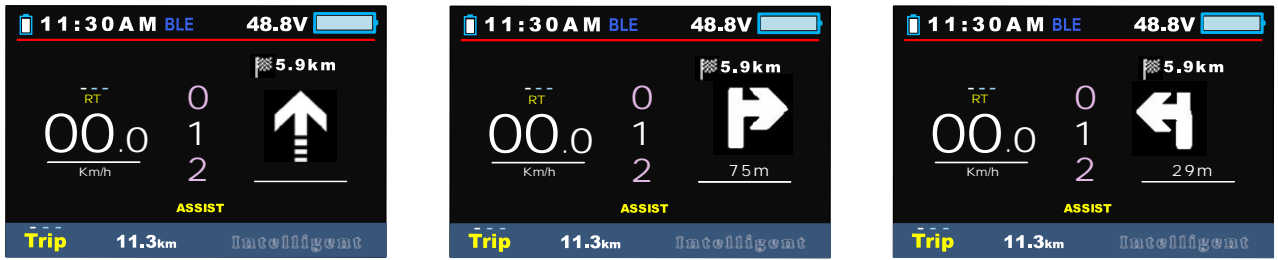 11:30AM BLE 48.8V
5.9km
RT
00.0
Km/h
0
1
2
ASSIST
Trip 11.3km Intelligent
11:30AM BLE 48.8V
5.9km
RT
00.0
Km/h
0
1
2
75m
ASSIST
Trip 11.3km Intelligent
11:30AM BLE 48.8V
5.9km
RT
00.0
Km/h
0
1
2
29m
ASSIST
Trip 11.3km Intelligent